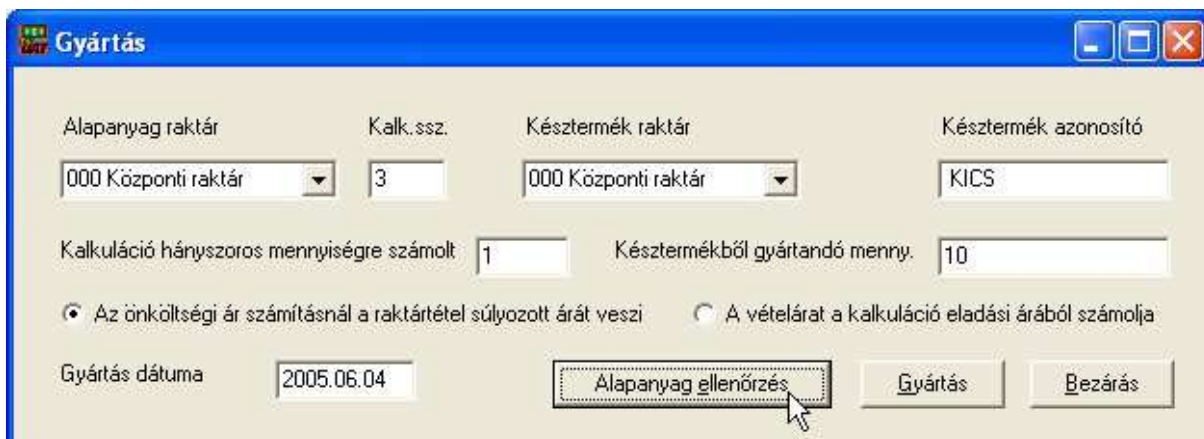 Gyártás
Alapanyag raktár Kalk.ssz. Késztermék raktár Késztermék azonosító
000 Központi raktár 3 000 Központi raktár KICS
Kalkuláció hányszoros mennyiségre számolt 1 Késztermékből gyártandó menny. 10
Az önköltségi ár számításnál a raktártétel súlyozott árát veszi A vételárat a kalkuláció eladási árából számolja
Gyártás dátuma 2005.06.04 Alapanyag ellenőrzés Gyártás Bezárás